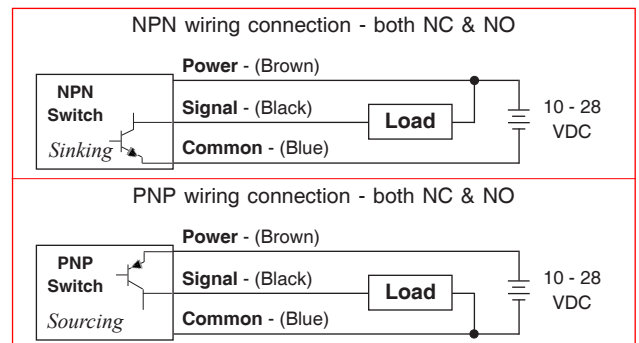 NPN wiring connection - both NC & NO
Power - (Brown)
NPN
Switch
Sinking
Signal - (Black)
Load
Common - (Blue)
10 - 28
VDC
PNP wiring connection - both NC & NO
Power - (Brown)
PNP
Switch
Sourcing
Signal - (Black)
Load
Common - (Blue)
10 - 28
VDC